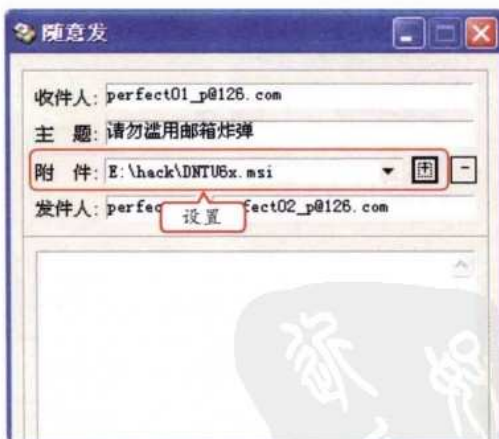 随意发
收件人: perfect01_p@126.com
主 题: 请勿滥用邮箱炸弹
附 件: E:\hack\DNTU6x.msi
发件人: perfec fect02_p@126.com
设置